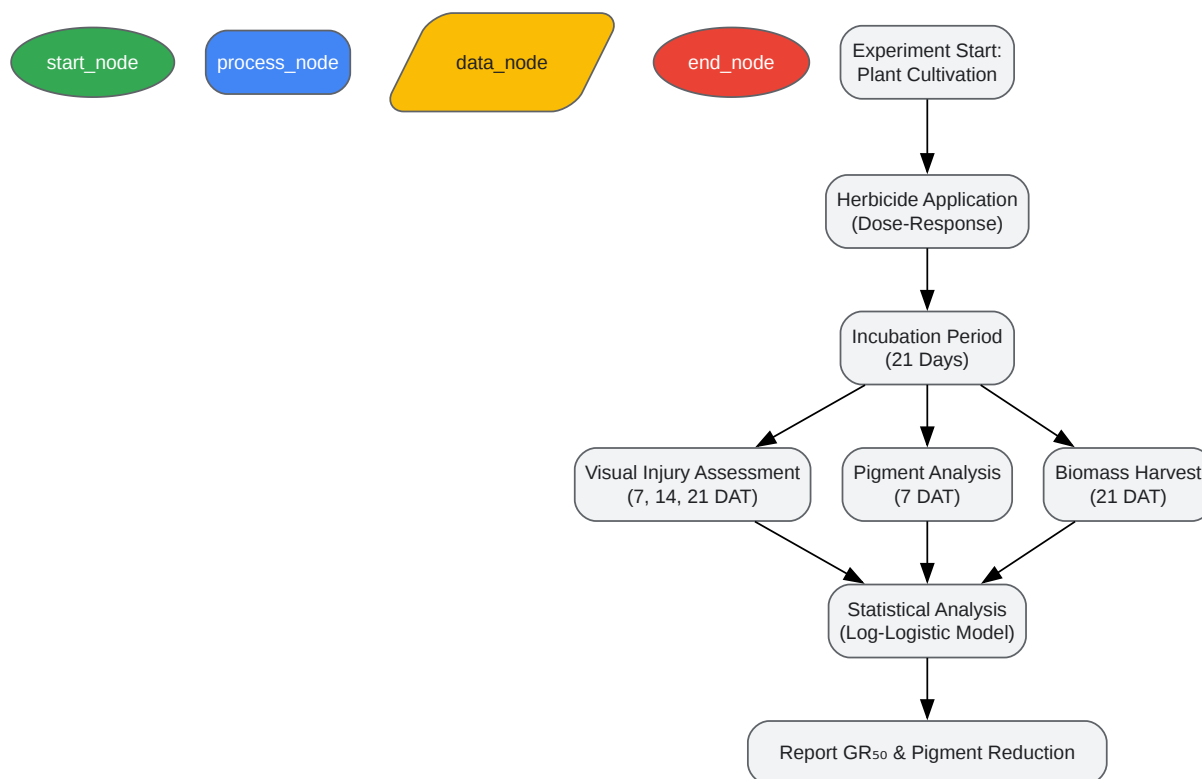 start_node
process_node
data_node
end_node
Experiment Start:
Plant Cultivation
Herbicide Application
(Dose-Response)
Incubation Period
(21 Days)
Visual Injury Assessment
(7, 14, 21 DAT)
Pigment Analysis
(7 DAT)
Biomass Harvest
(21 DAT)
Statistical Analysis
(Log-Logistic Model)
Report GR₅₀ & Pigment Reduction